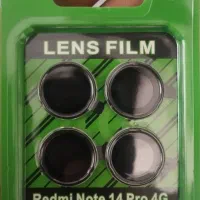 LENS FILM
Redmi Note 14 Pro 4G